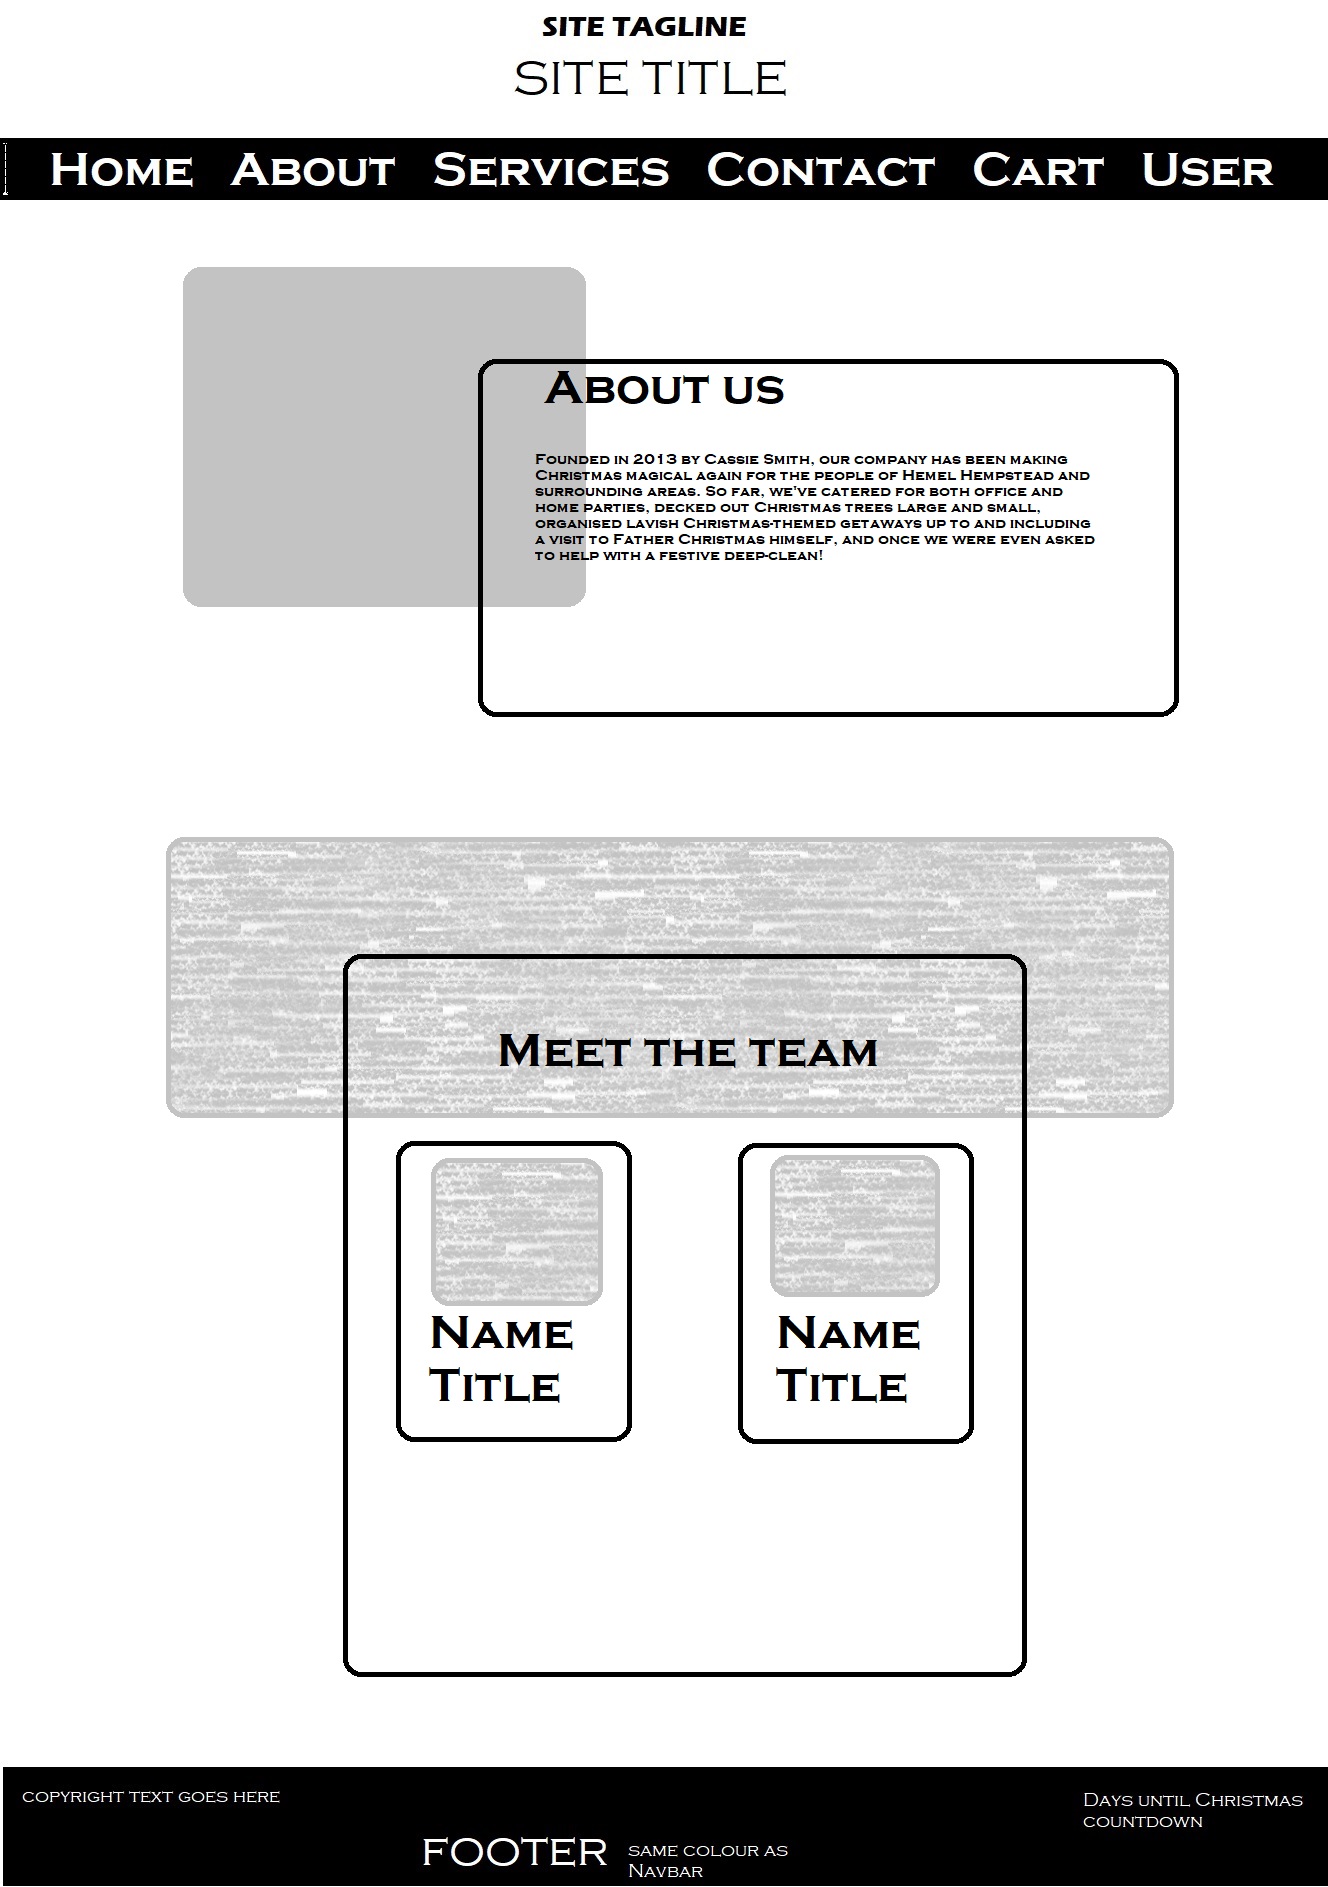 SITE TAGLINE
SITE TITLE
Home About Services Contact Cart User
About us
Founded in 2013 by Cassie Smith, our company has been making
Christmas magical again for the people of Hemel Hempstead and
surrounding areas. So far, we've catered for both office and
home parties, decked out Christmas trees large and small,
organised lavish Christmas-themed getaways up to and including
a visit to Father Christmas himself, and once we were even asked
to help with a festive deep-clean!
Meet the team
Name
Title
Name
Title
copyright text goes here
Days until Christmas
countdown
FOOTER
same colour as
Navbar